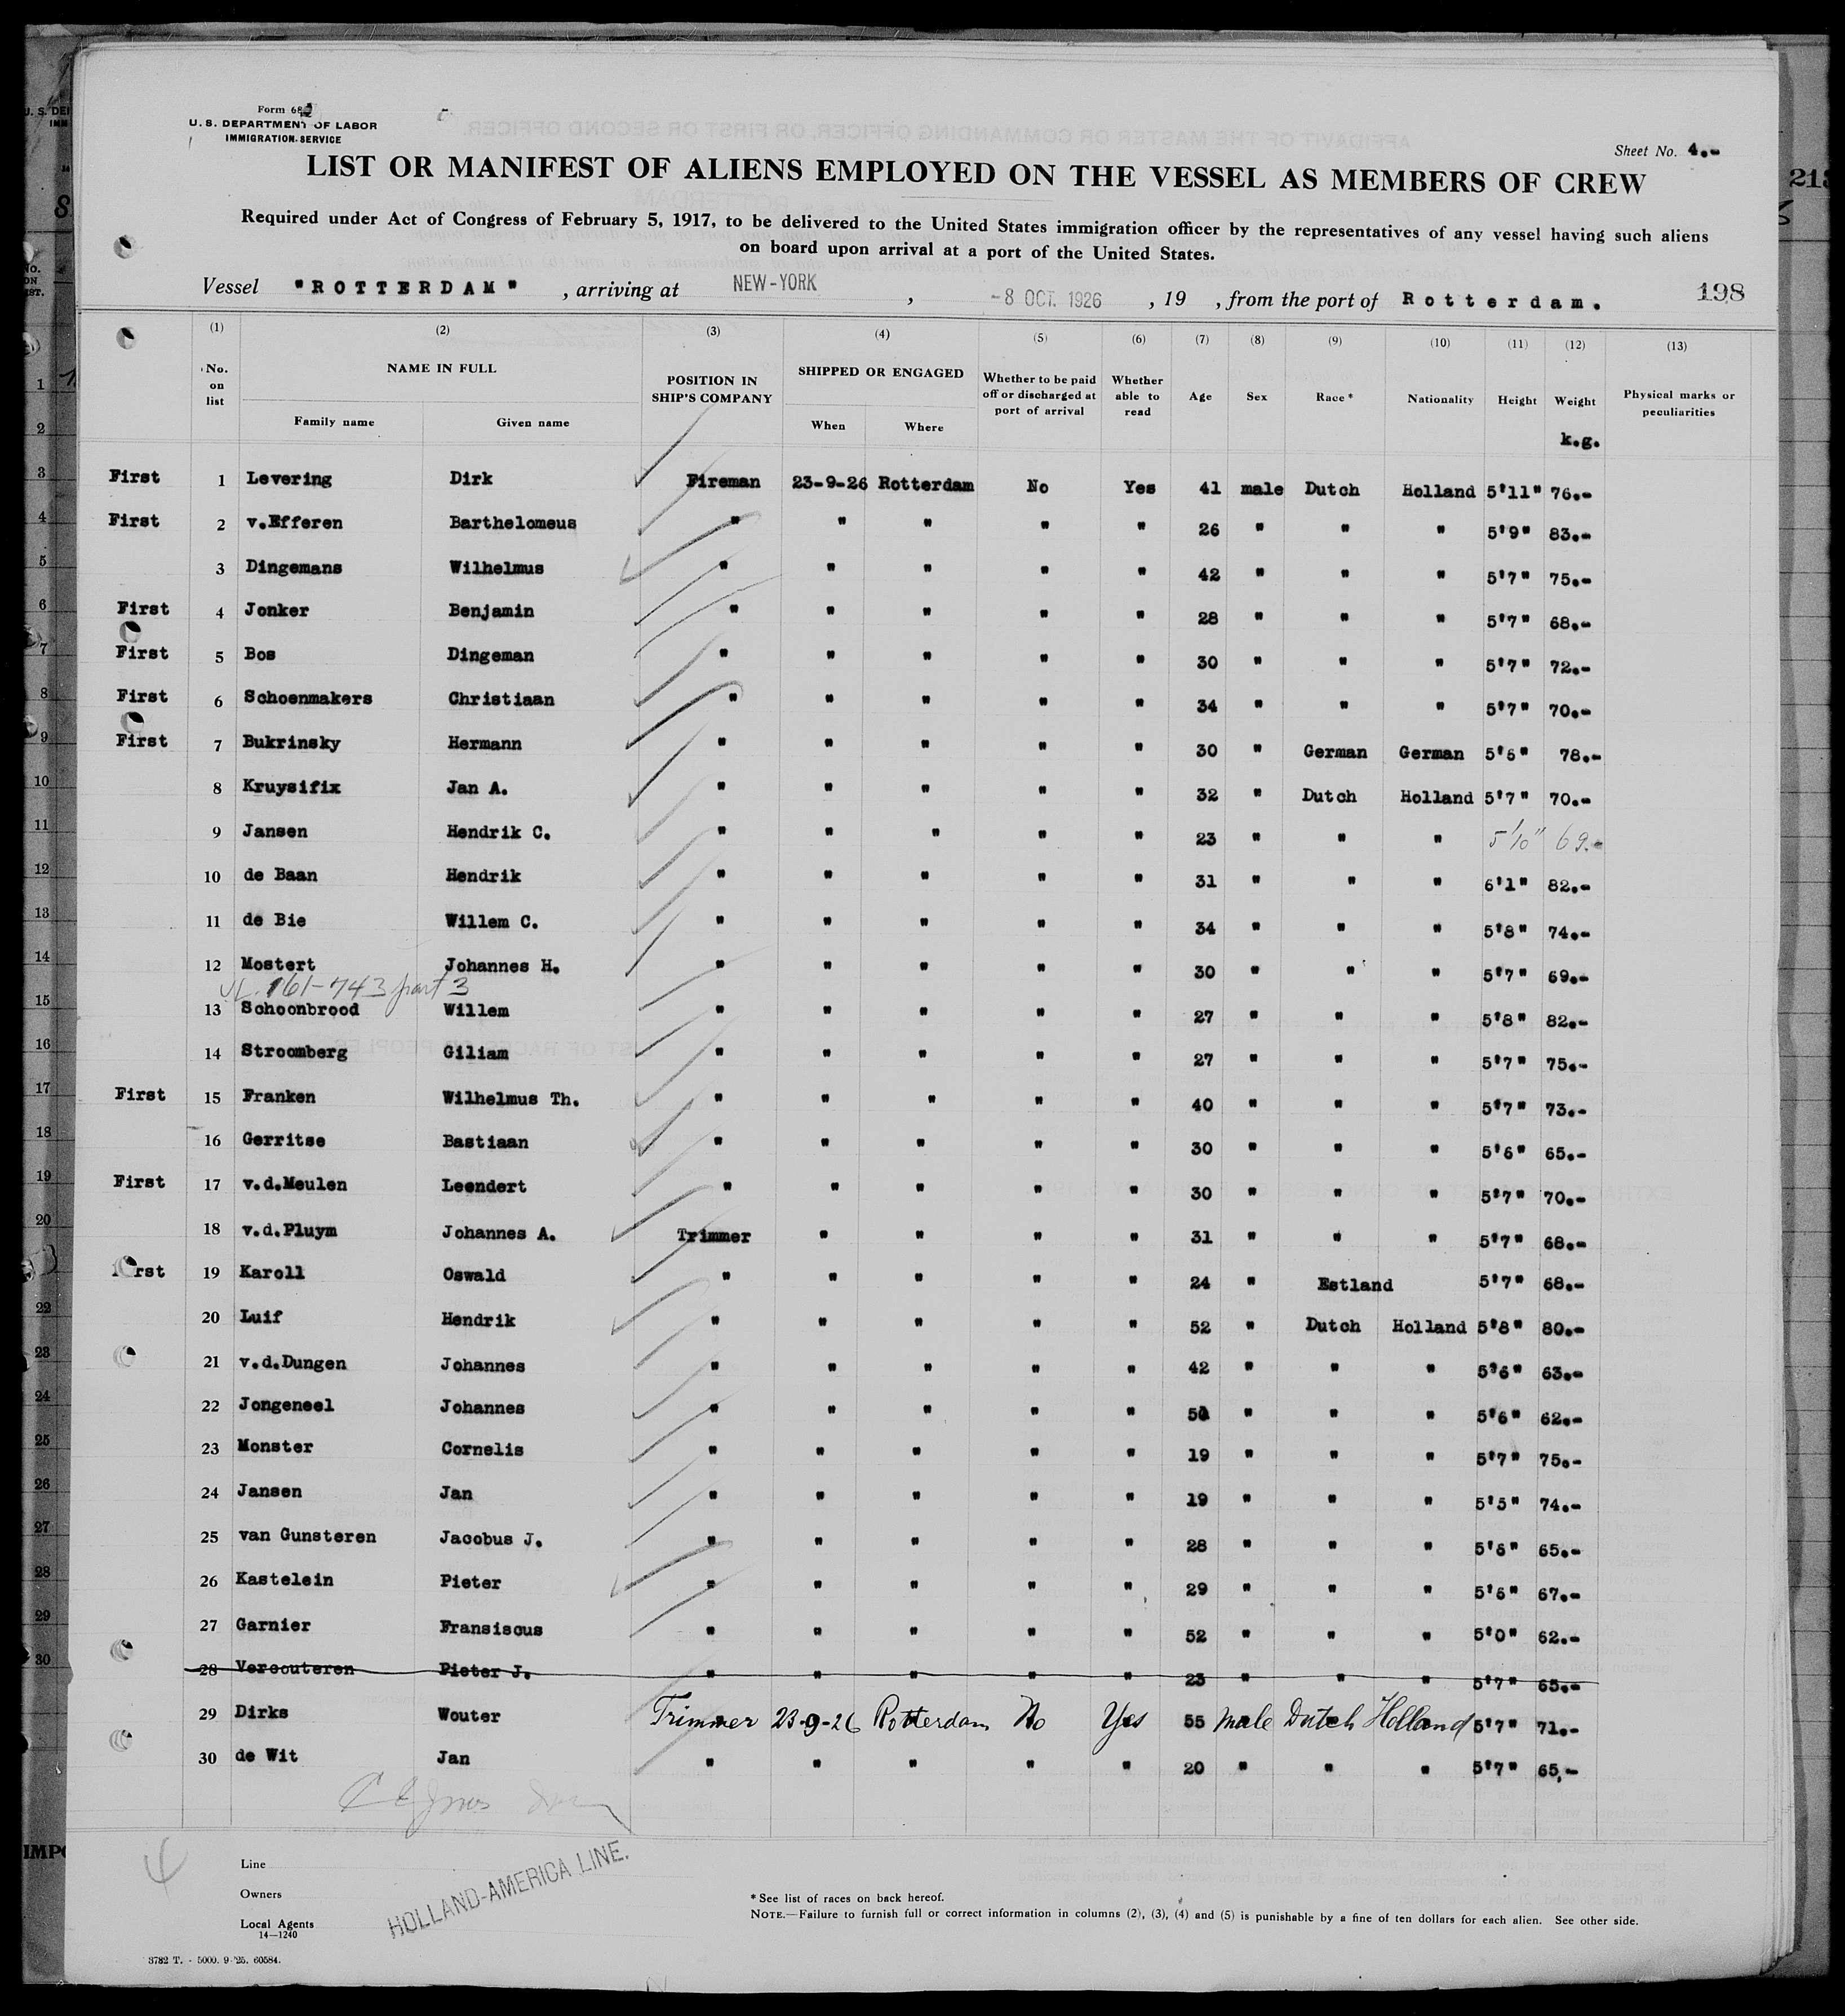 Form 680
U. S. DEPARTMENT OF LABOR
IMMIGRATION SERVICE
Sheet No. 4.-
LIST OR MANIFEST OF ALIENS EMPLOYED ON THE VESSEL AS MEMBERS OF CREW
Required under Act of Congress of February 5, 1917, to be delivered to the United States immigration officer by the representatives of any vessel having such aliens
on board upon arrival at a port of the United States.
Vessel "ROTTERDAM" , arriving at NEW-YORK , -8 OCT. 1926 , 19 , from the port of Rotterdam. 198
(1) (2) (3) (4) (5) (6) (7) (8) (9) (10) (11) (12) (13)
No. on list NAME IN FULL Family name Given name POSITION IN SHIP'S COMPANY SHIPPED OR ENGAGED When Where Whether to be paid off or discharged at port of arrival Whether able to read Age Sex Race * Nationality Height Weight k.g. Physical marks or peculiarities
First 1 Levering Dirk Fireman 23-9-26 Rotterdam No Yes 41 male Dutch Holland 5'11" 76.-
First 2 v.Efferen Barthelomeus " " " " " 26 " " " 5'9" 83.-
3 Dingemans Wilhelmus " " " " " 42 " " " 5'7" 75.-
First 4 Jonker Benjamin " " " " " 28 " " " 5'7" 68.-
First 5 Bos Dingeman " " " " " 30 " " " 5'7" 72.-
First 6 Schoenmakers Christiaan " " " " " 34 " " " 5'7" 70.-
First 7 Bukrinsky Hermann " " " " " 30 " German German 5'6" 78.-
8 Kruysifix Jan A. " " " " " 32 " Dutch Holland 5'7" 70.-
9 Jansen Hendrik C. " " " " " 23 " " " 5'10" 69.-
10 de Baan Hendrik " " " " " 31 " " " 6'1" 82.-
11 de Bie Willem C. " " " " " 34 " " " 5'8" 74.-
12 Mostert Johannes H. " " " " " 30 " " " 5'7" 69.-
161-743 part 3
13 Schoonbrood Willem " " " " " 27 " " " 5'8" 82.-
14 Stroomberg Giliam " " " " " 27 " " " 5'7" 75.-
First 15 Franken Wilhelmus Th. " " " " " 40 " " " 5'7" 73.-
16 Gerritse Bastiaan " " " " " 30 " " " 5'6" 65.-
First 17 v.d.Meulen Leendert " " " " " 30 " " " 5'7" 70.-
18 v.d.Pluym Johannes A. Trimmer " " " " 31 " " " 5'7" 68.-
First 19 Karoll Oswald " " " " " 24 " Estland 5'7" 68.-
20 Luif Hendrik " " " " " 52 " Dutch Holland 5'8" 80.-
21 v.d.Dungen Johannes " " " " " 42 " " " 5'6" 63.-
22 Jongeneel Johannes " " " " " " " " 5'6" 62.-
23 Monster Cornelis " " " " " 19 " " " 5'7" 75.-
24 Jansen Jan " " " " " 19 " " " 5'5" 74.-
25 van Gunsteren Jacobus J. " " " " " 28 " " " 65.-
26 Kastelein Pieter " " " " " 29 " " " 5'6" 67.-
27 Garnier Fransiscus " " " " " 52 " " " 5'0" 62.-
28 Vercouteren Pieter J. " " " " " 23 " " " 5'7" 65.-
29 Dirks Wouter Trimmer 23-9-26 Rotterdam No Yes 55 male Dutch Holland 5'7" 71.-
30 de Wit Jan " " " " " 20 " " " 5'7" 65,-
Line
Owners
Local Agents
14—1240
HOLLAND-AMERICA LINE.
* See list of races on back hereof.
NOTE.—Failure to furnish full or correct information in columns (2), (3), (4) and (5) is punishable by a fine of ten dollars for each alien. See other side.
3782 T. - 5000. 9-'25. 60584.